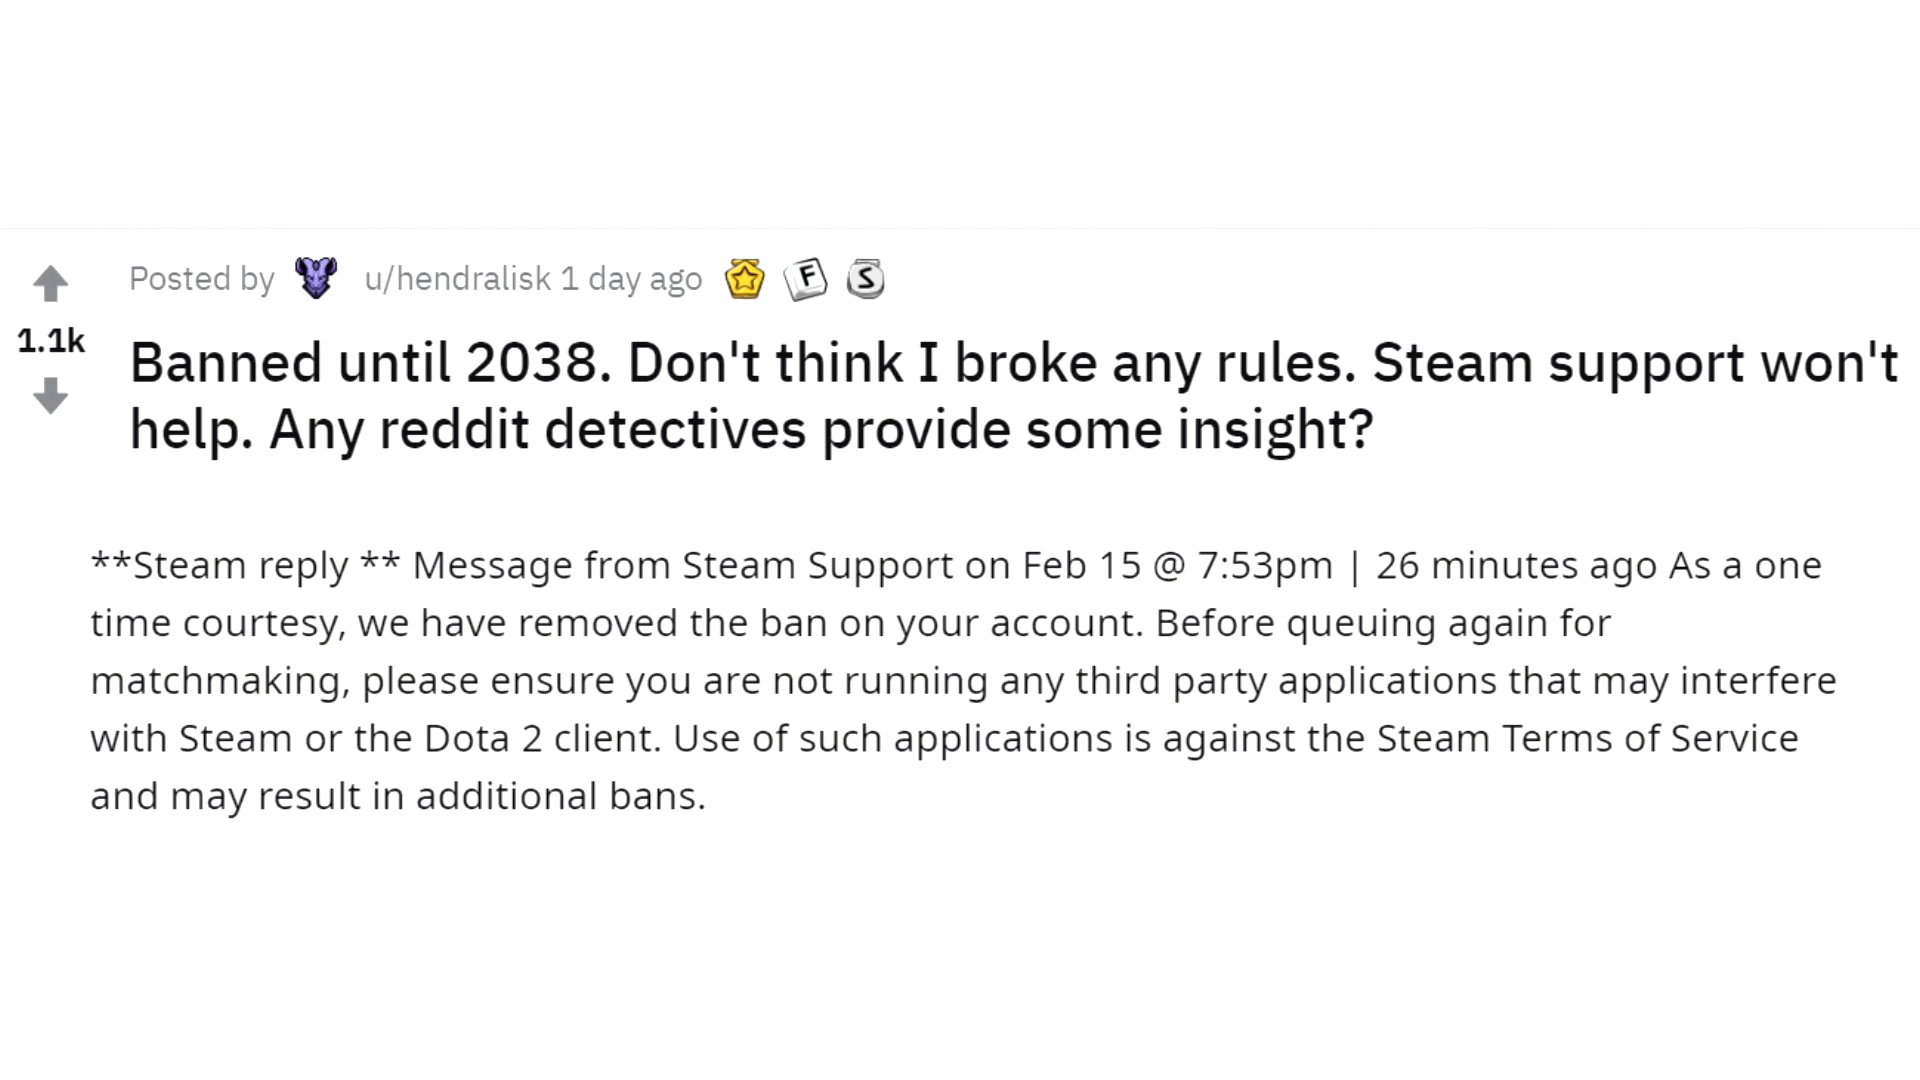 Posted by u/hendralisk 1 day ago F S
1.1k
Banned until 2038. Don't think I broke any rules. Steam support won't
help. Any reddit detectives provide some insight?
**Steam reply ** Message from Steam Support on Feb 15 @ 7:53pm | 26 minutes ago As a one
time courtesy, we have removed the ban on your account. Before queuing again for
matchmaking, please ensure you are not running any third party applications that may interfere
with Steam or the Dota 2 client. Use of such applications is against the Steam Terms of Service
and may result in additional bans.